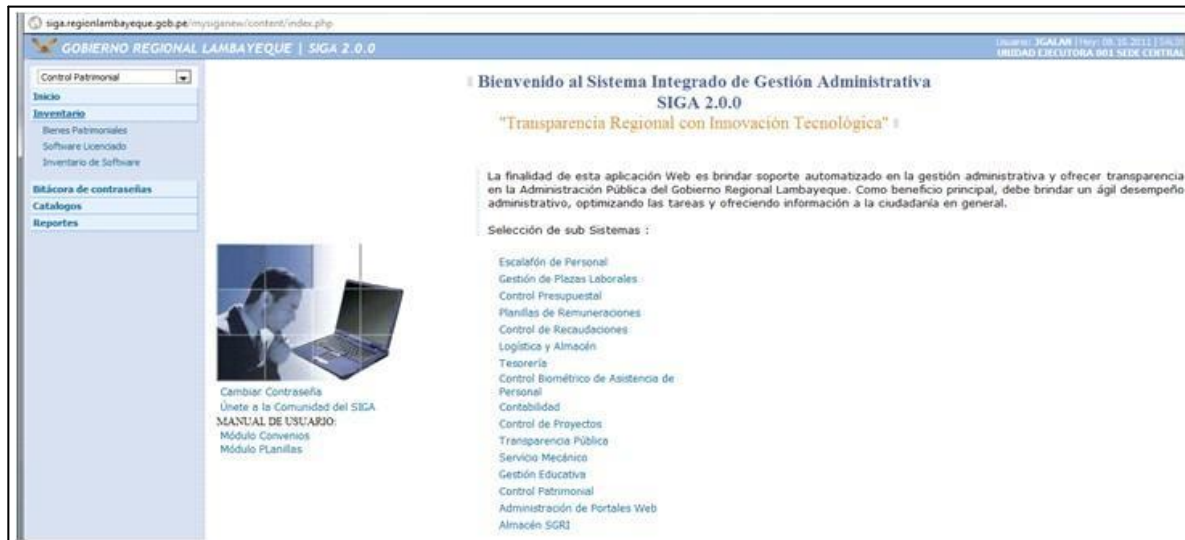 siga.regionlambayeque.gob.pe/mysiganew/content/index.php
GOBIERNO REGIONAL LAMBAYEQUE | SIGA 2.0.0
Usuario: JGALAN | Hoy: 08.10.2011 |
UNIDAD EJECUTORA 001 SEDE CENTRAL
Control Patrimonial
Inicio
Inventario
Bienes Patrimoniales
Software Licenciado
Inventario de Software
Bitácora de contraseñas
Catalogos
Reportes
Bienvenido al Sistema Integrado de Gestión Administrativa
SIGA 2.0.0
"Transparencia Regional con Innovación Tecnológica"
La finalidad de esta aplicación Web es brindar soporte automatizado en la gestión administrativa y ofrecer transparencia
en la Administración Pública del Gobierno Regional Lambayeque. Como beneficio principal, debe brindar un ágil desempeño
administrativo, optimizando las tareas y ofreciendo información a la ciudadanía en general.
Selección de sub Sistemas :
Escalafón de Personal
Gestión de Plazas Laborales
Control Presupuestal
Planillas de Remuneraciones
Control de Recaudaciones
Logística y Almacén
Tesorería
Control Biométrico de Asistencia de
Personal
Contabilidad
Control de Proyectos
Transparencia Pública
Servicio Mecánico
Gestión Educativa
Control Patrimonial
Administración de Portales Web
Almacén SGRI
Cambiar Contraseña
Únete a la Comunidad del SIGA
MANUAL DE USUARIO:
Módulo Convenios
Módulo PLanillas